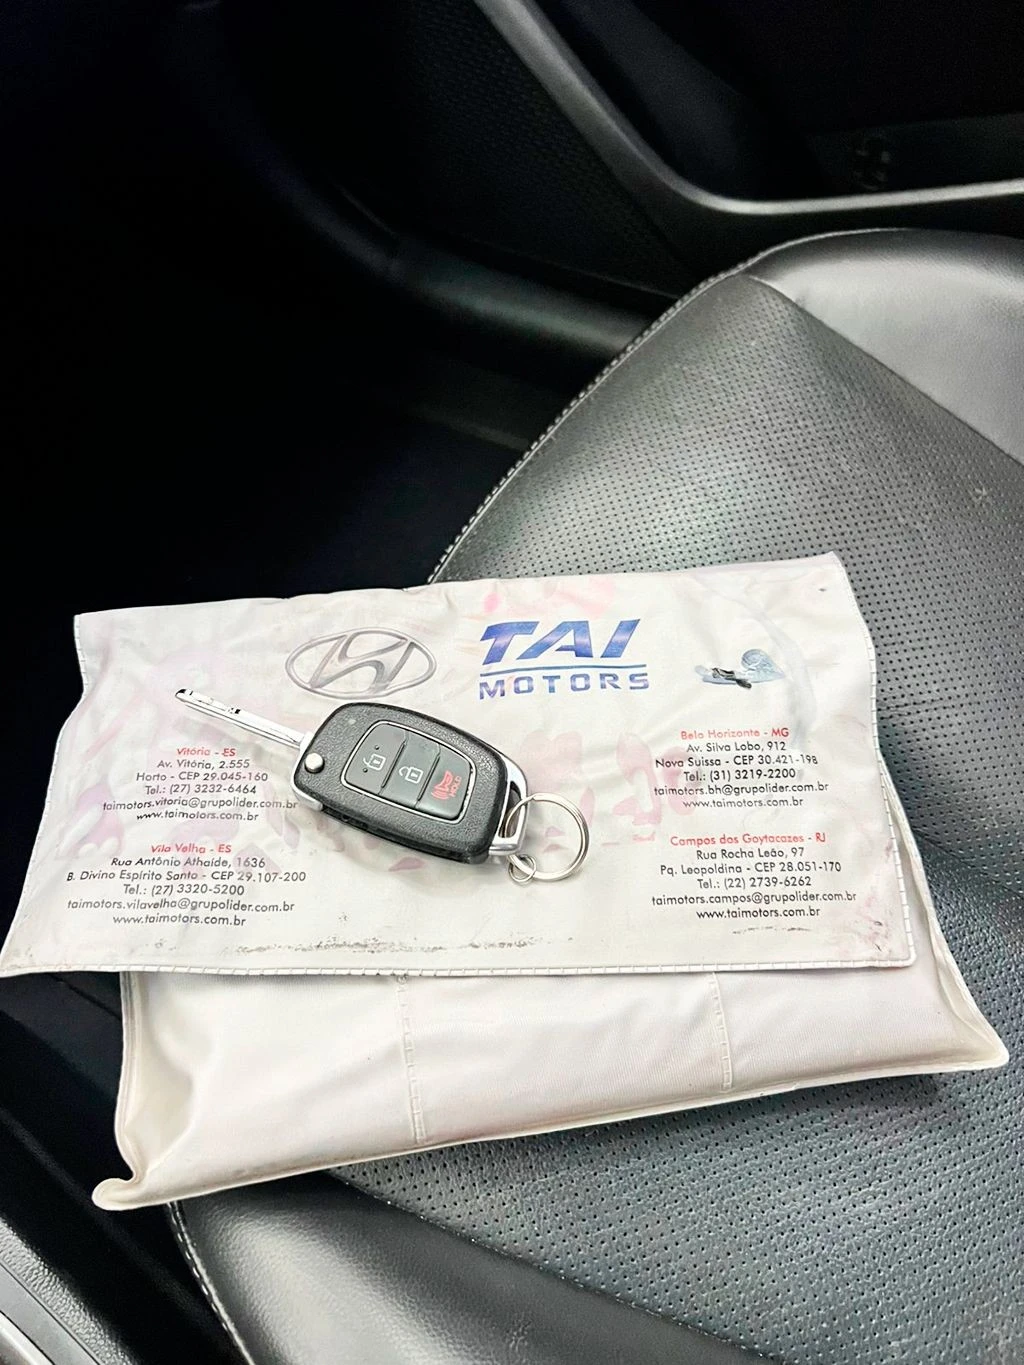 TAI
MOTORS
Vitória - ES
Av. Vitória, 2.555
Horto - CEP 29.045-160
Tel.: (27) 3232-6464
taimotors.vitoria@grupolider.com.br
www.taimotors.com.br
Vila Velha - ES
Rua Antônio Athaíde, 1636
B. Divino Espírito Santo - CEP 29.107-200
Tel.: (27) 3320-5200
taimotors.vilavelha@grupolider.com.br
www.taimotors.com.br
HOLD
Belo Horizonte - MG
Av. Silva Lobo, 912
Nova Suissa - CEP 30.421-198
Tel.: (31) 3219-2200
taimotors.bh@grupolider.com.br
www.taimotors.com.br
Campos dos Goytacazes - RJ
Rua Rocha Leão, 97
Pq. Leopoldina - CEP 28.051-170
Tel.: (22) 2739-6262
taimotors.campos@grupolider.com.br
www.taimotors.com.br